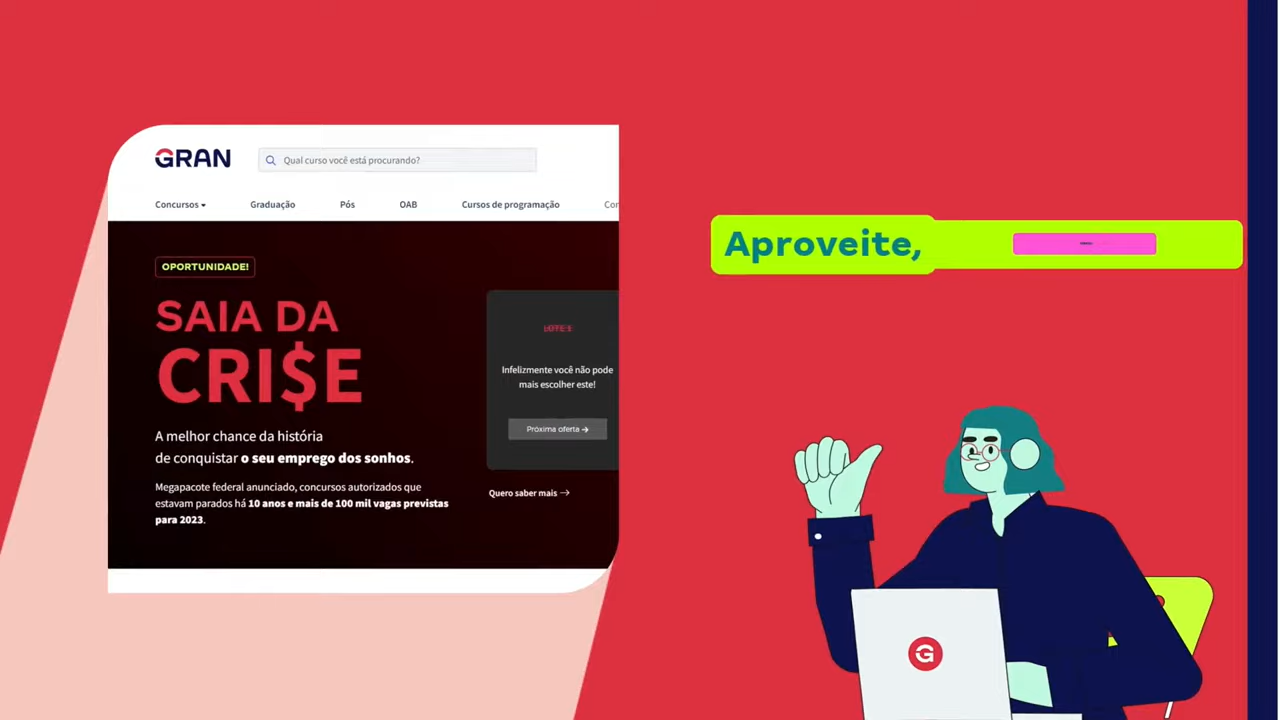 GRAN
Qual curso você está procurando?
Concursos
Graduação
Pós
OAB
Cursos de programação
Cor
OPORTUNIDADE!
SAIA DA
CRI$E
A melhor chance da história
de conquistar o seu emprego dos sonhos.
Megapacote federal anunciado, concursos autorizados que
estavam parados há 10 anos e mais de 100 mil vagas previstas
para 2023.
Infelizmente você não pode
mais escolher este!
Próxima oferta →
Quero saber mais →
Aproveite,
G